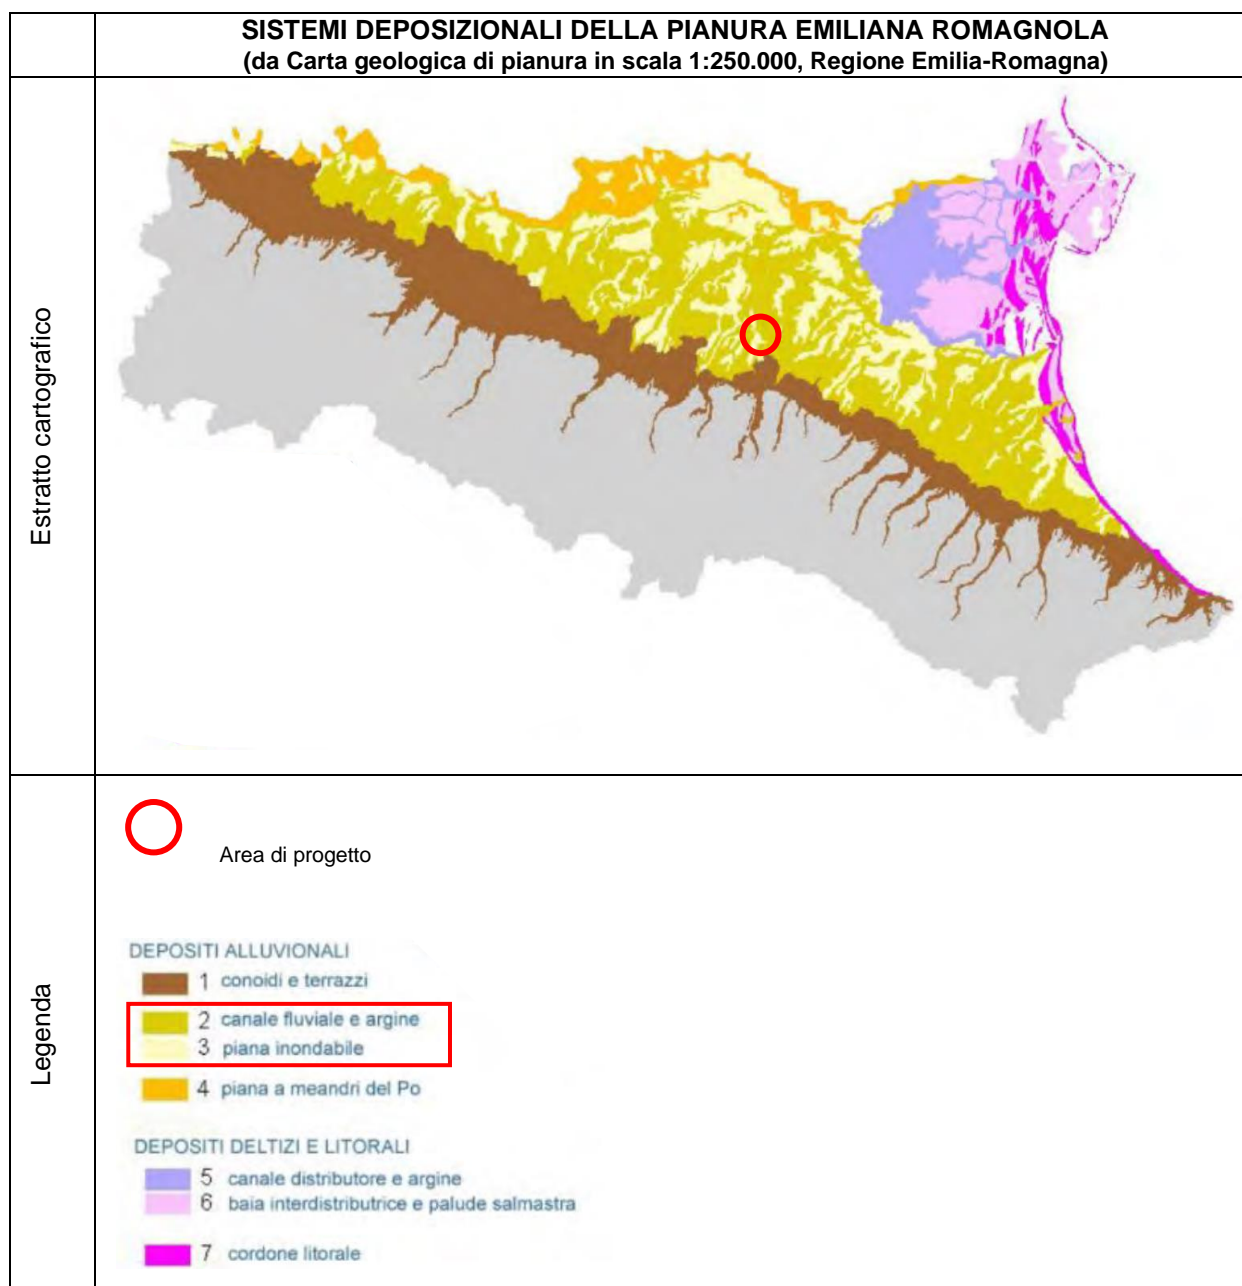 SISTEMI DEPOSIZIONALI DELLA PIANURA EMILIANA ROMAGNOLA
(da Carta geologica di pianura in scala 1:250.000, Regione Emilia-Romagna)
Estratto cartografico
Legenda
Area di progetto
DEPOSITI ALLUVIONALI
1 conoidi e terrazzi
2 canale fluviale e argine
3 piana inondabile
4 piana a meandri del Po
DEPOSITI DELTIZI E LITORALI
5 canale distributore e argine
6 baia interdistributrice e palude salmastra
7 cordone litorale